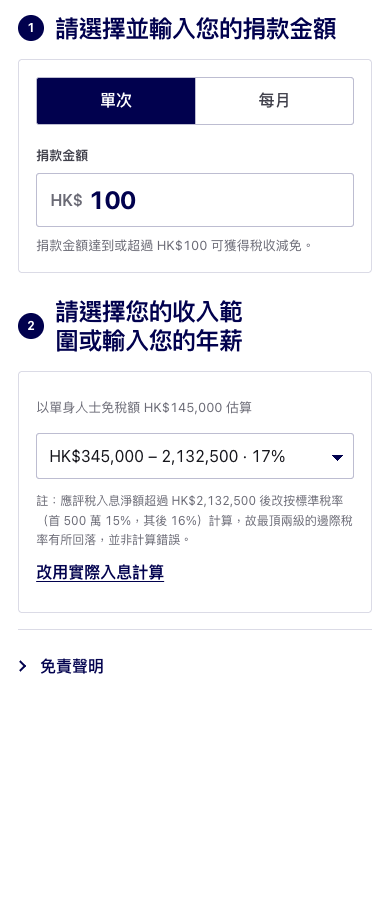 1 請選擇並輸入您的捐款金額
單次
每月
捐款金額
HK$ 100
捐款金額達到或超過 HK$100 可獲得稅收減免。
2 請選擇您的收入範
圍或輸入您的年薪
以單身人士免稅額 HK$145,000 估算
HK$345,000 – 2,132,500 · 17%
註：應評稅入息淨額超過 HK$2,132,500 後改按標準稅率
（首 500 萬 15%，其後 16%）計算，故最頂兩級的邊際稅
率有所回落，並非計算錯誤。
改用實際入息計算
免責聲明